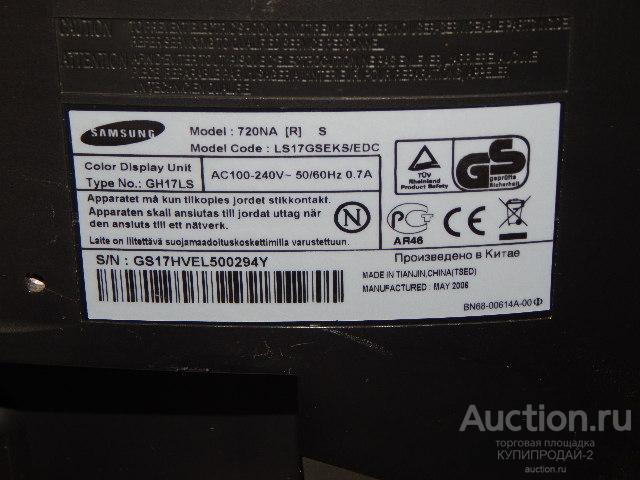 CAUTION
ATTENTION
SAMSUNG
Model : 720NA [R] S
Model Code : LS17GSEKS/EDC
Color Display Unit
Type No.: GH17LS
AC100-240V~ 50/60Hz 0.7A
TÜV
Rheinland
Product Safety
GS
geprüfte
Sicherheit
Apparatet må kun tilkoples jordet stikkontakt.
Apparaten skall anslutas till jordat uttag när
den ansluts till ett nätverk.
Laite on liitettävä suojamaadoituskoskettimilla varustettuun.
N
РСТ
АЯ46
CE
S/N : GS17HVEL500294Y
Произведено в Китае
MADE IN TIANJIN,CHINA(TSED)
MANUFACTURED : MAY 2006
BN68-00614A-00
Auction.ru
торговая площадка
КУПИПРОДАЙ-2
auction.ru